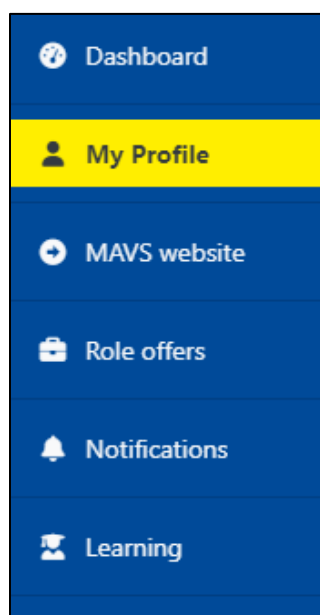 Dashboard
My Profile
MAVS website
Role offers
Notifications
Learning